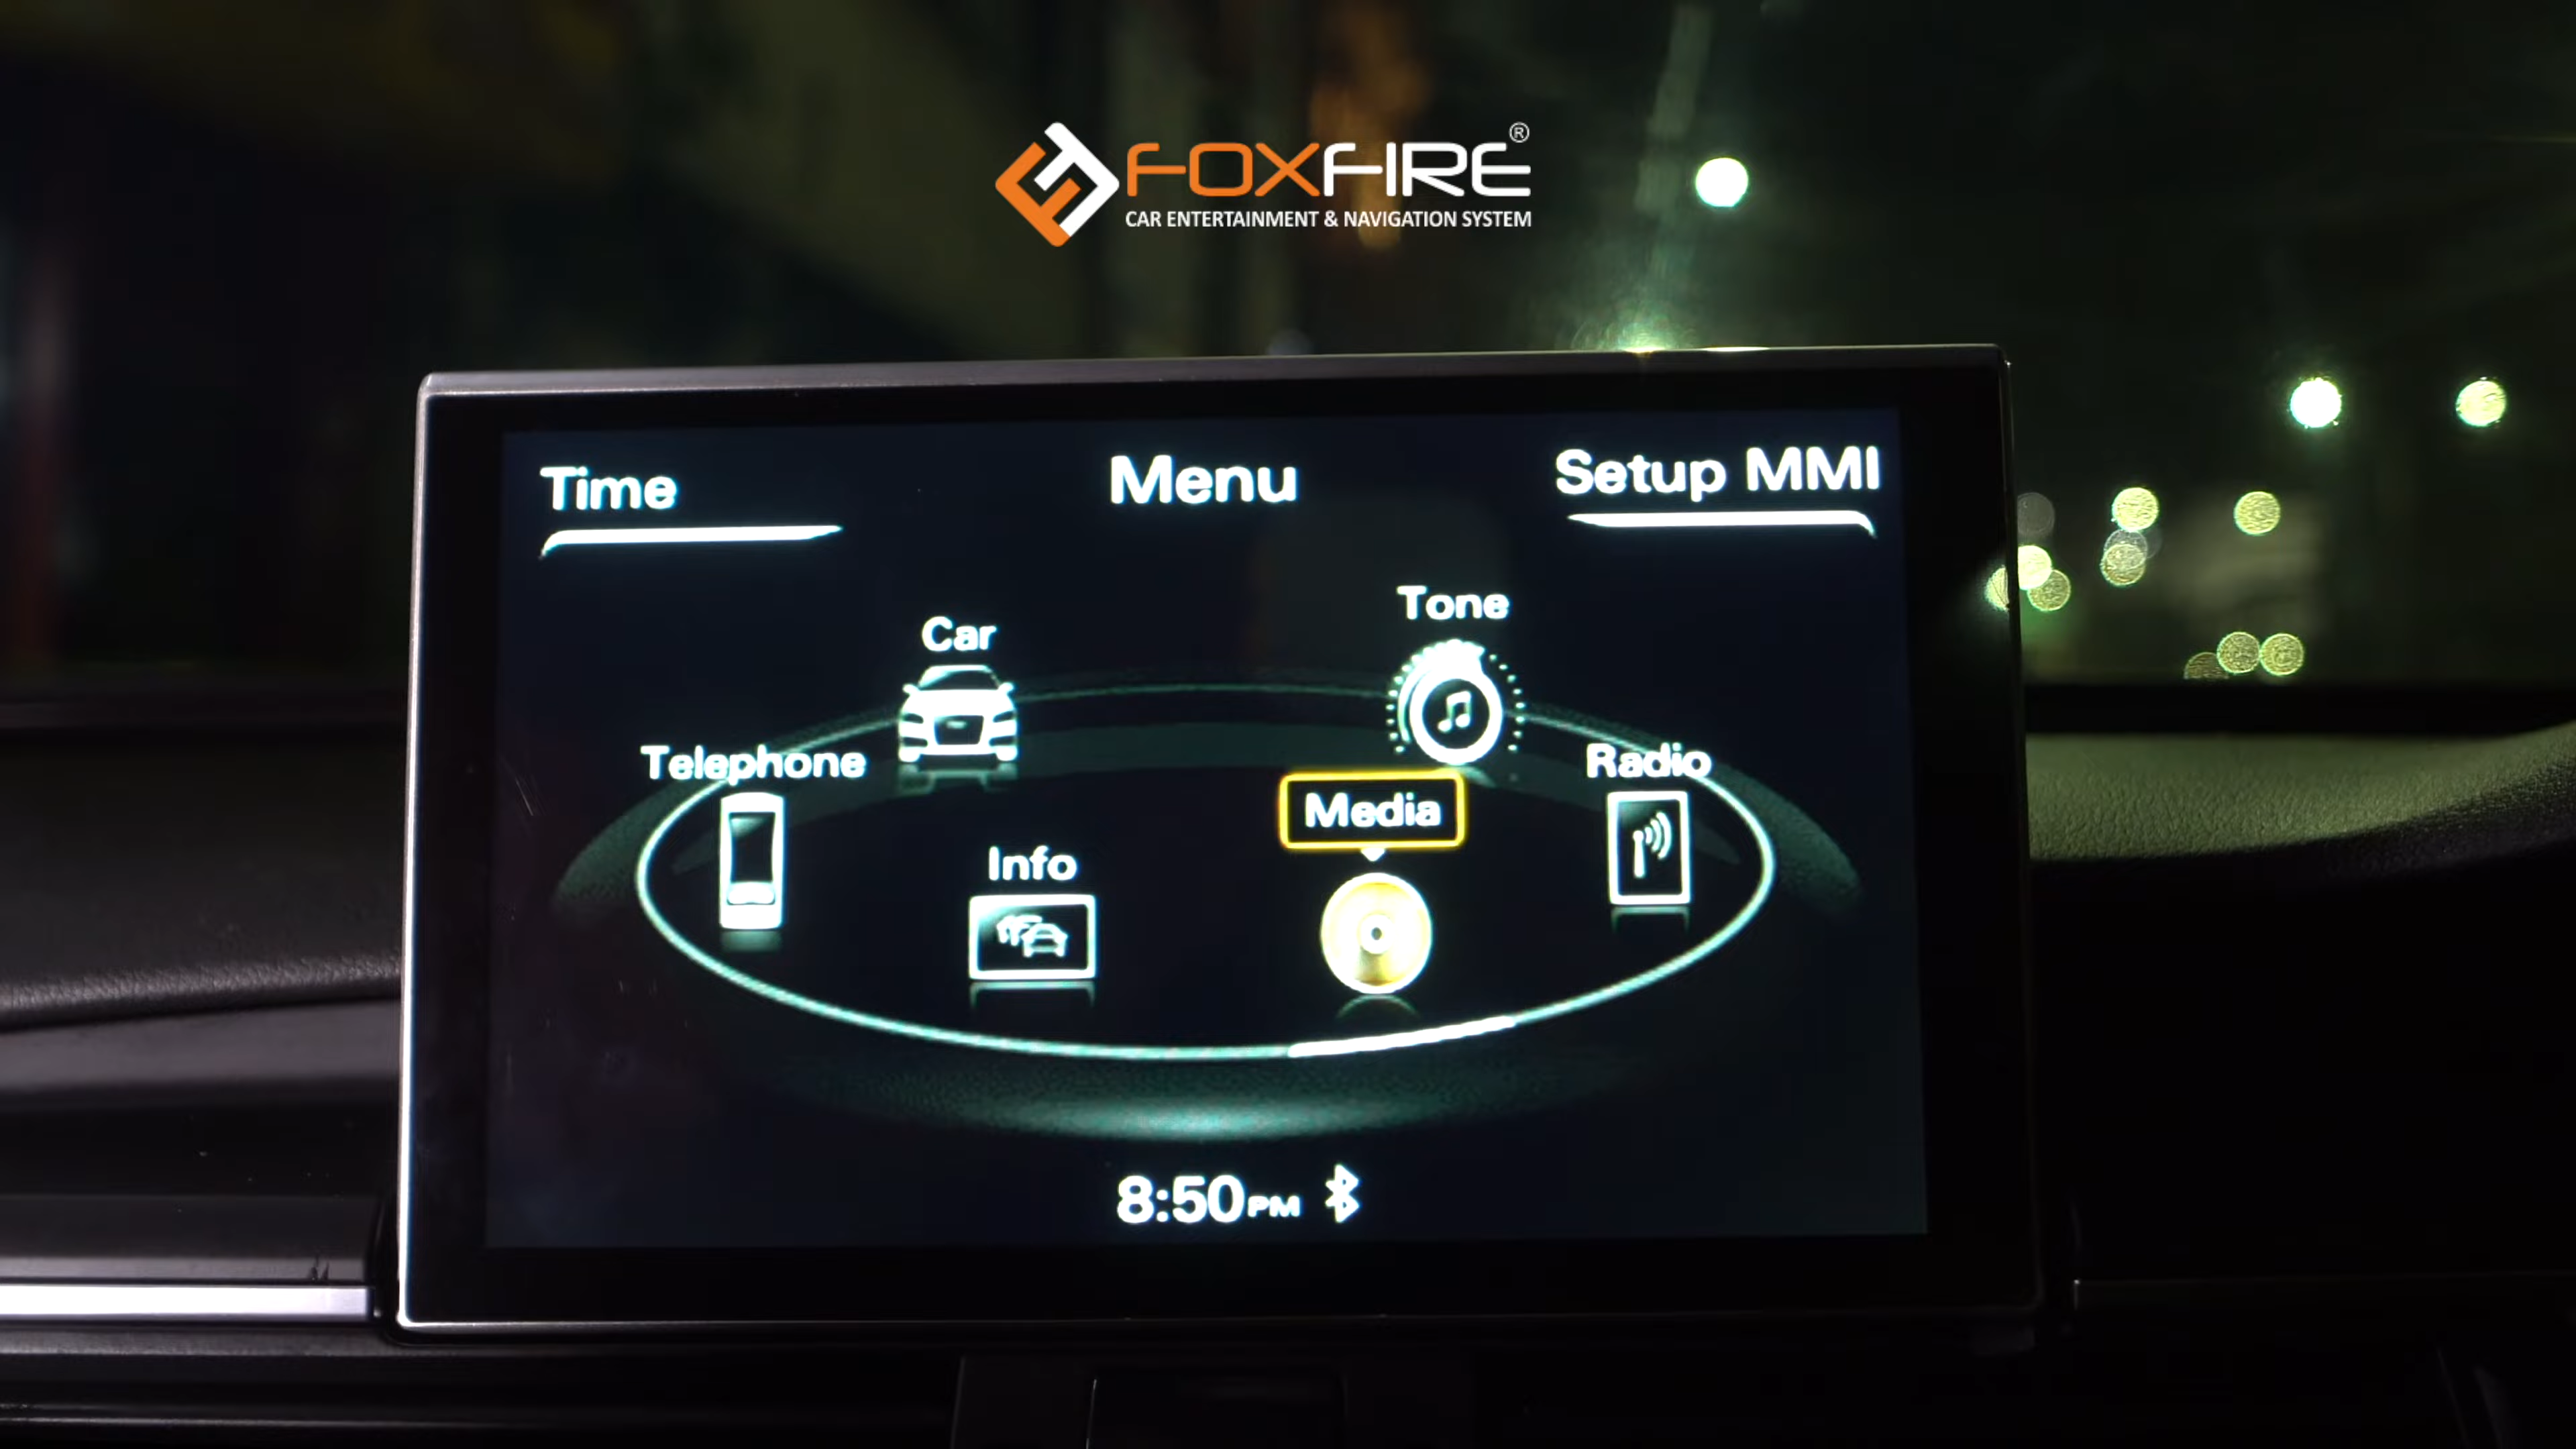 FOXFIRE®
CAR ENTERTAINMENT & NAVIGATION SYSTEM
Time
Menu
Setup MMI
Car
Tone
Telephone
Radio
Media
Info
8:50PM